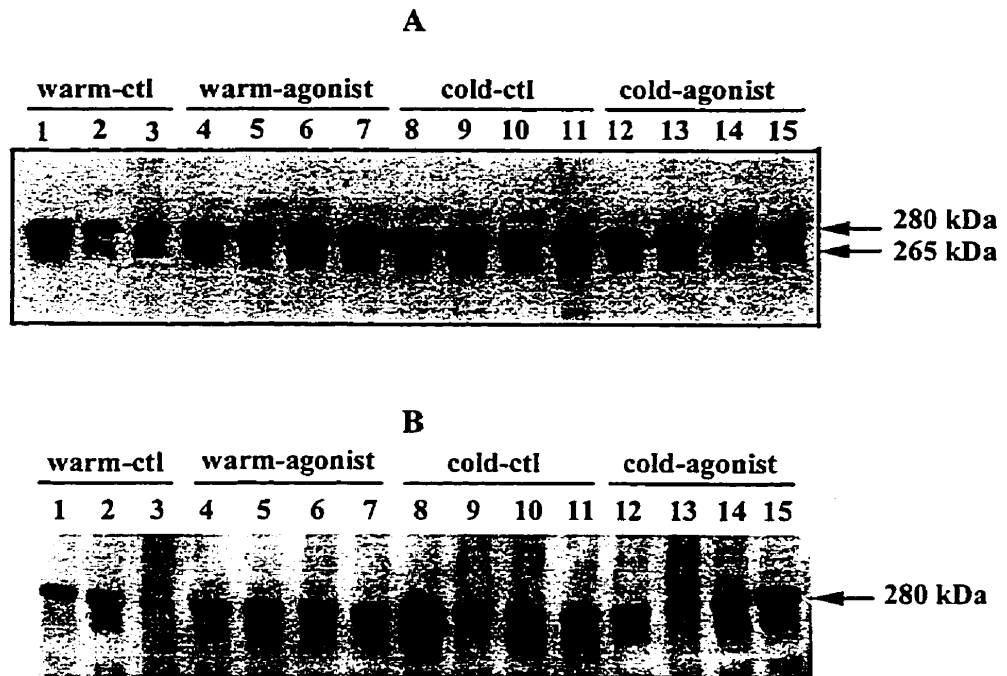 A
warm-ctl warm-agonist cold-ctl cold-agonist
1 2 3 4 5 6 7 8 9 10 11 12 13 14 15
280 kDa
265 kDa
B
warm-ctl warm-agonist cold-ctl cold-agonist
1 2 3 4 5 6 7 8 9 10 11 12 13 14 15
280 kDa